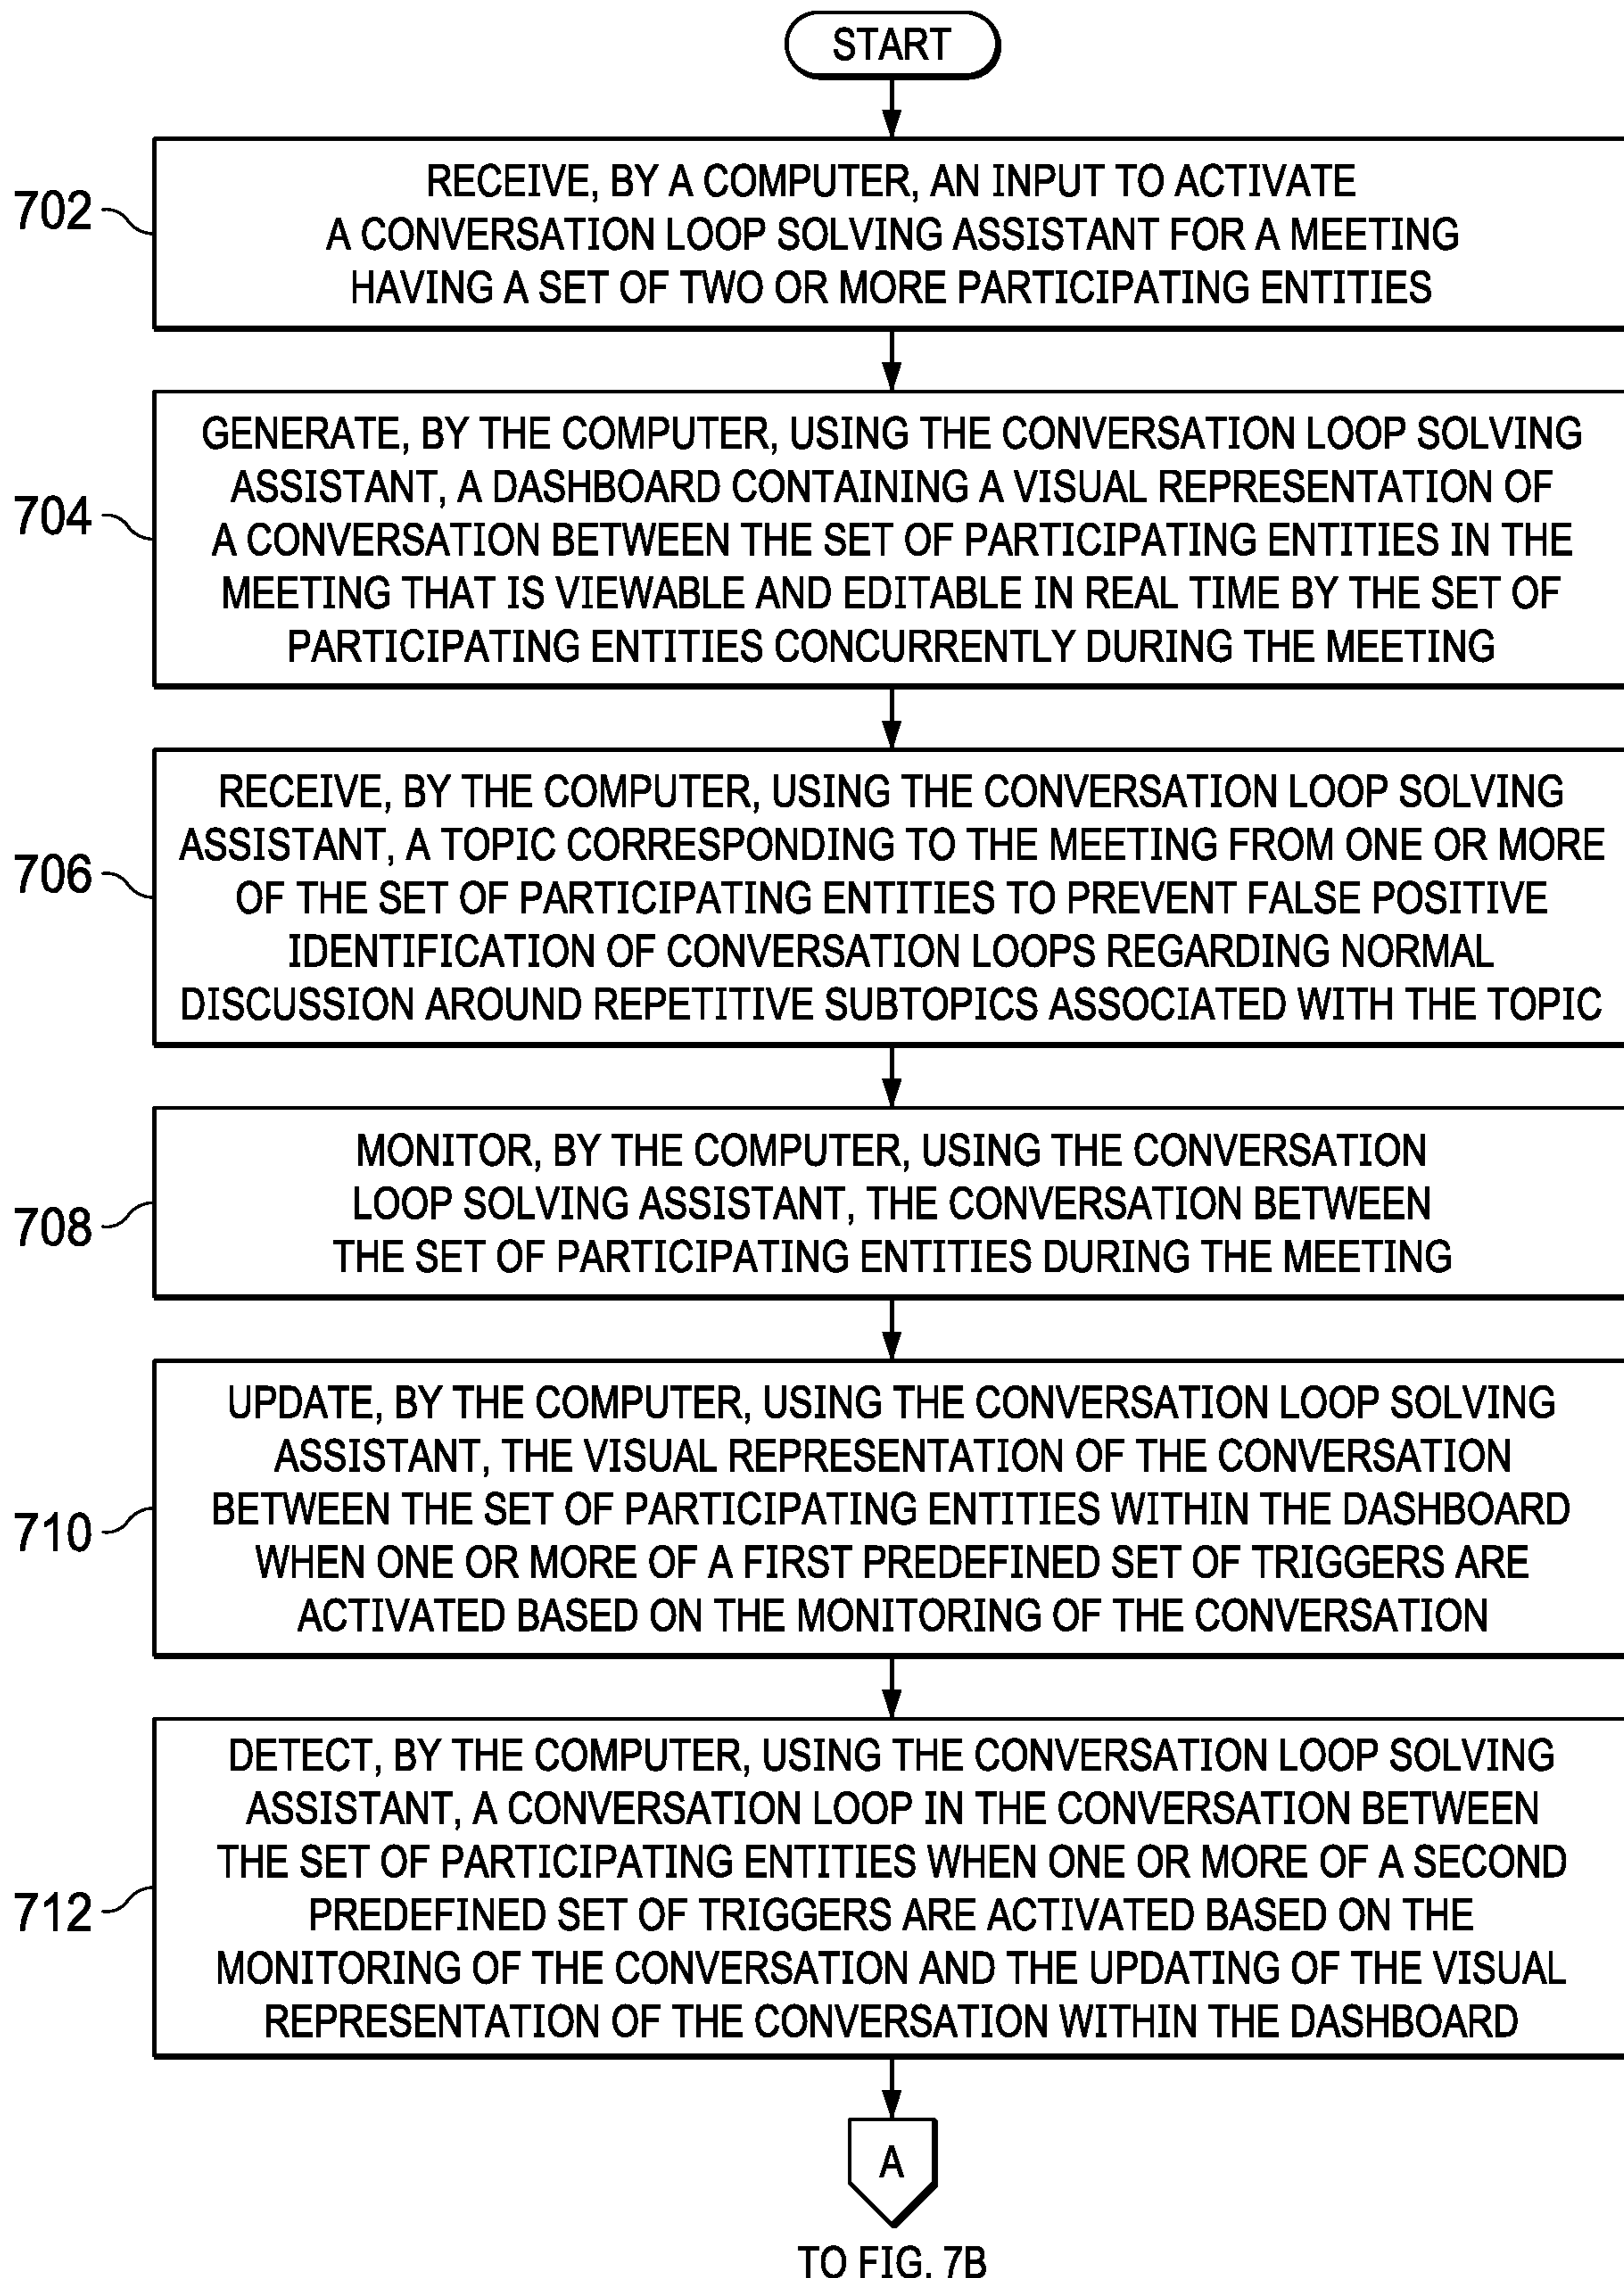 START
702
RECEIVE, BY A COMPUTER, AN INPUT TO ACTIVATE
A CONVERSATION LOOP SOLVING ASSISTANT FOR A MEETING
HAVING A SET OF TWO OR MORE PARTICIPATING ENTITIES
704
GENERATE, BY THE COMPUTER, USING THE CONVERSATION LOOP SOLVING
ASSISTANT, A DASHBOARD CONTAINING A VISUAL REPRESENTATION OF
A CONVERSATION BETWEEN THE SET OF PARTICIPATING ENTITIES IN THE
MEETING THAT IS VIEWABLE AND EDITABLE IN REAL TIME BY THE SET OF
PARTICIPATING ENTITIES CONCURRENTLY DURING THE MEETING
706
RECEIVE, BY THE COMPUTER, USING THE CONVERSATION LOOP SOLVING
ASSISTANT, A TOPIC CORRESPONDING TO THE MEETING FROM ONE OR MORE
OF THE SET OF PARTICIPATING ENTITIES TO PREVENT FALSE POSITIVE
IDENTIFICATION OF CONVERSATION LOOPS REGARDING NORMAL
DISCUSSION AROUND REPETITIVE SUBTOPICS ASSOCIATED WITH THE TOPIC
708
MONITOR, BY THE COMPUTER, USING THE CONVERSATION
LOOP SOLVING ASSISTANT, THE CONVERSATION BETWEEN
THE SET OF PARTICIPATING ENTITIES DURING THE MEETING
710
UPDATE, BY THE COMPUTER, USING THE CONVERSATION LOOP SOLVING
ASSISTANT, THE VISUAL REPRESENTATION OF THE CONVERSATION
BETWEEN THE SET OF PARTICIPATING ENTITIES WITHIN THE DASHBOARD
WHEN ONE OR MORE OF A FIRST PREDEFINED SET OF TRIGGERS ARE
ACTIVATED BASED ON THE MONITORING OF THE CONVERSATION
712
DETECT, BY THE COMPUTER, USING THE CONVERSATION LOOP SOLVING
ASSISTANT, A CONVERSATION LOOP IN THE CONVERSATION BETWEEN
THE SET OF PARTICIPATING ENTITIES WHEN ONE OR MORE OF A SECOND
PREDEFINED SET OF TRIGGERS ARE ACTIVATED BASED ON THE
MONITORING OF THE CONVERSATION AND THE UPDATING OF THE VISUAL
REPRESENTATION OF THE CONVERSATION WITHIN THE DASHBOARD
A
TO FIG. 7B